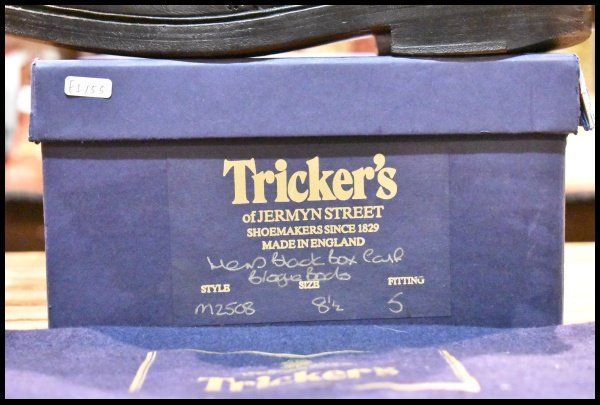 E1755
Tricker's
of JERMYN STREET
SHOEMAKERS SINCE 1829
MADE IN ENGLAND
Mens Black Box Calf
Brogue Boots
STYLE SIZE FITTING
M2508 8½ 5
Tricker's